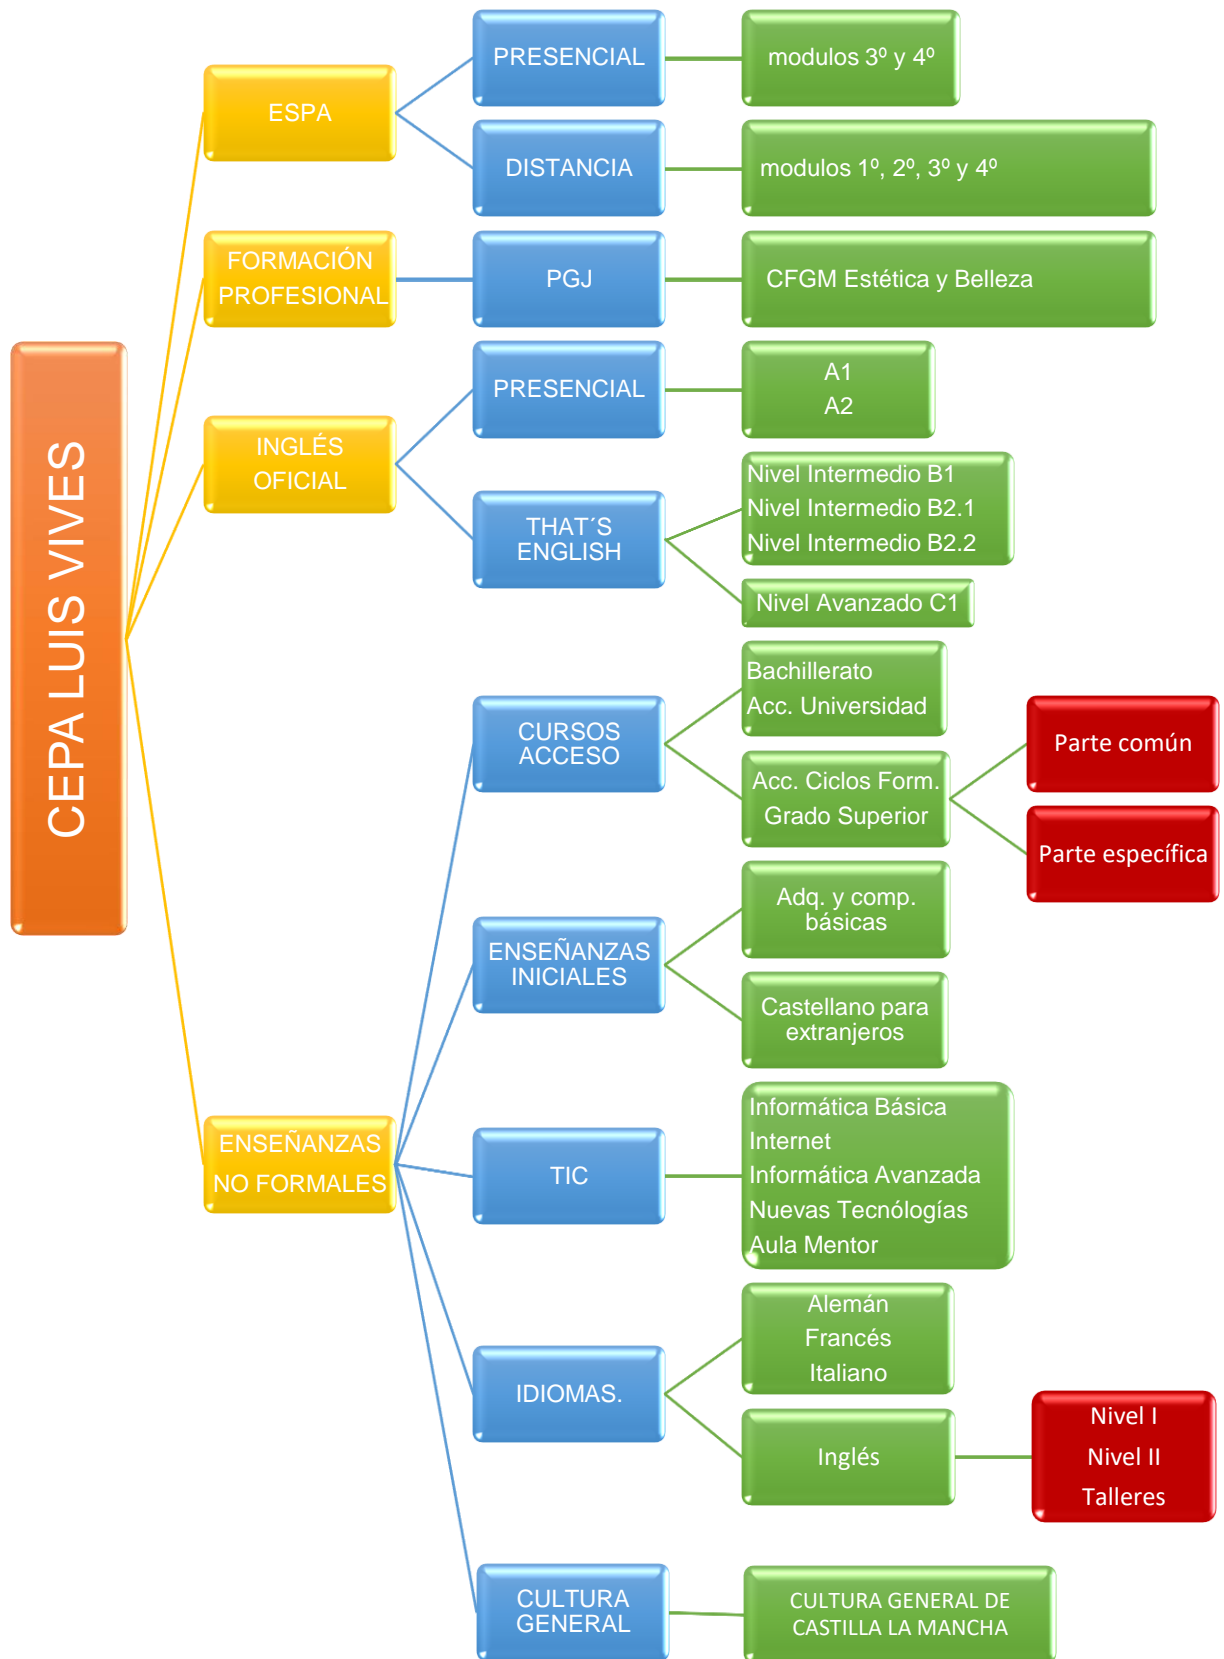 CEPA LUIS VIVES
ESPA
PRESENCIAL
modulos 3º y 4º
DISTANCIA
modulos 1º, 2º, 3º y 4º
FORMACIÓN
PROFESIONAL
PGJ
CFGM Estética y Belleza
INGLÉS
OFICIAL
PRESENCIAL
A1
A2
THAT´S
ENGLISH
Nivel Intermedio B1
Nivel Intermedio B2.1
Nivel Intermedio B2.2
Nivel Avanzado C1
ENSEÑANZAS
NO FORMALES
CURSOS
ACCESO
Bachillerato
Acc. Universidad
Acc. Ciclos Form.
Grado Superior
Parte común
Parte específica
ENSEÑANZAS
INICIALES
Adq. y comp.
básicas
Castellano para
extranjeros
TIC
Informática Básica
Internet
Informática Avanzada
Nuevas Tecnólogías
Aula Mentor
IDIOMAS.
Alemán
Francés
Italiano
Inglés
Nivel I
Nivel II
Talleres
CULTURA
GENERAL
CULTURA GENERAL DE
CASTILLA LA MANCHA